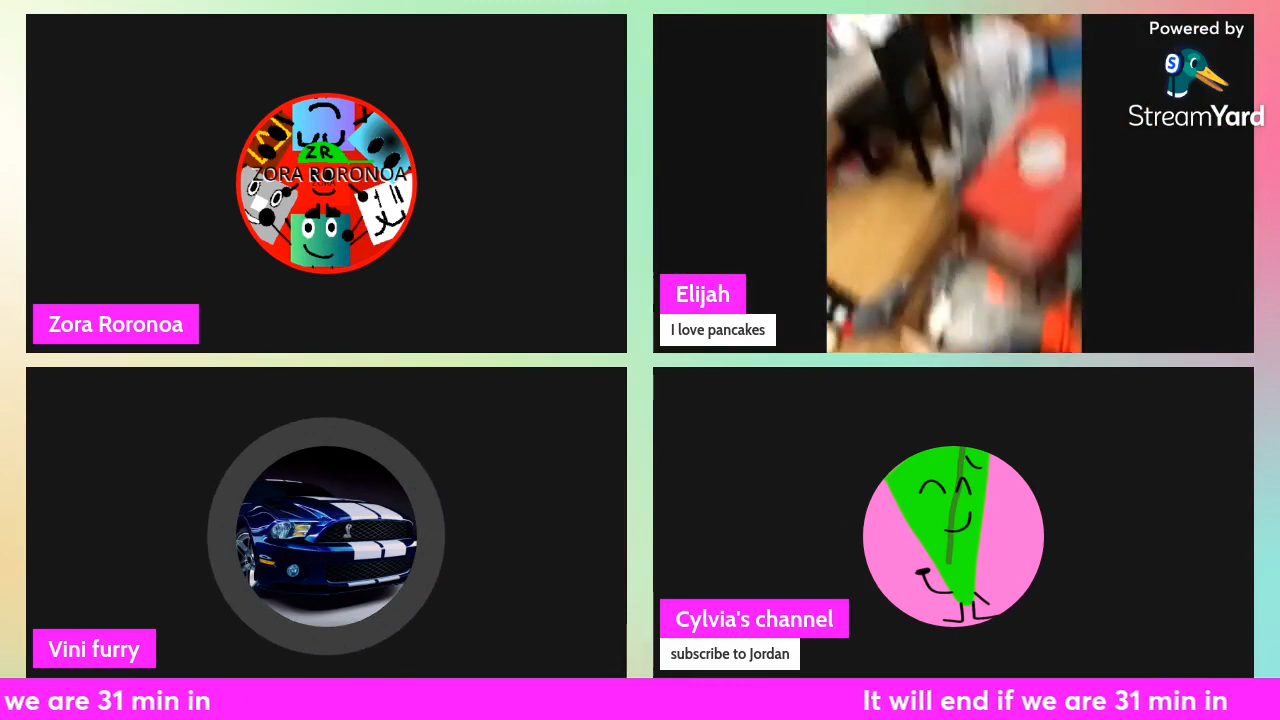 Powered by
StreamYard
ZR
ZORA RORONOA
Zora Roronoa
Elijah
I love pancakes
Vini furry
Cylvia's channel
subscribe to Jordan
we are 31 min in
It will end if we are 31 min in